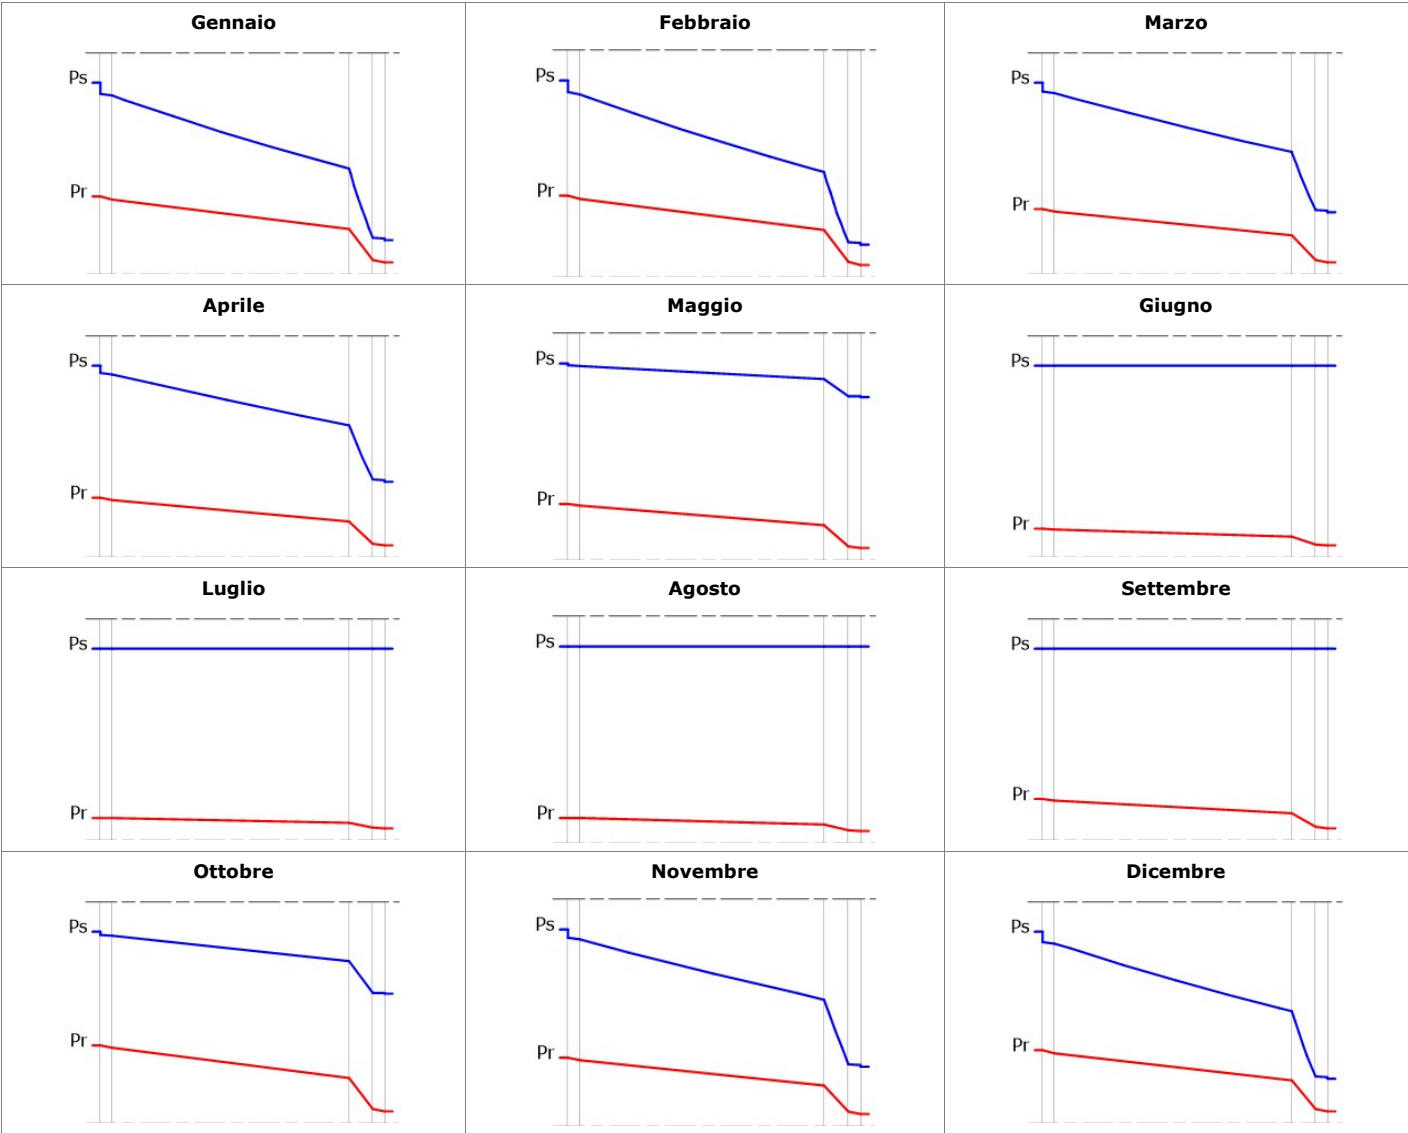 Gennaio Febbraio Marzo
Ps Ps Ps
Pr Pr Pr
Aprile Maggio Giugno
Ps Ps Ps
Pr Pr Pr
Luglio Agosto Settembre
Ps Ps Ps
Pr Pr Pr
Ottobre Novembre Dicembre
Ps Ps Ps
Pr Pr Pr